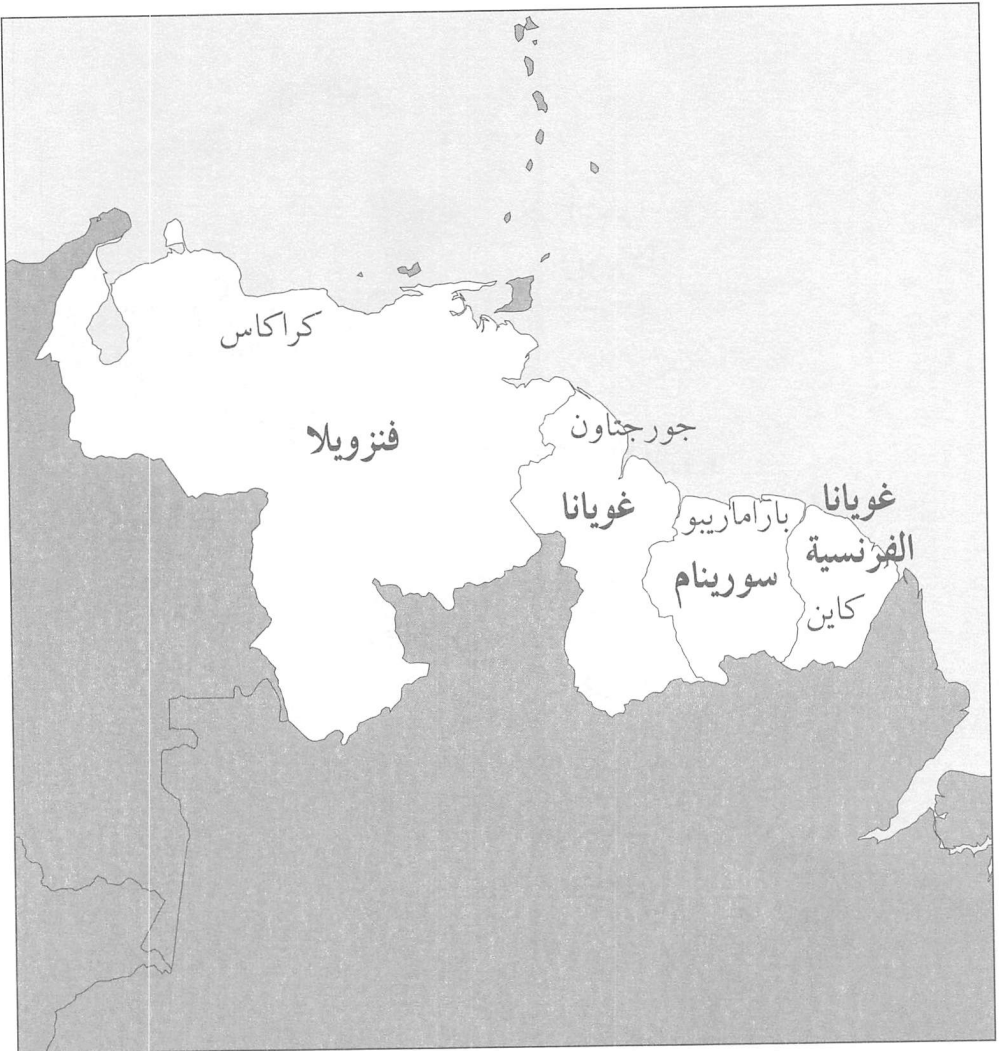 كراكاس
فنزويلا
جورجتاون
غويانا
باراماريبو
سورينام
غويانا
الفرنسية
كاين